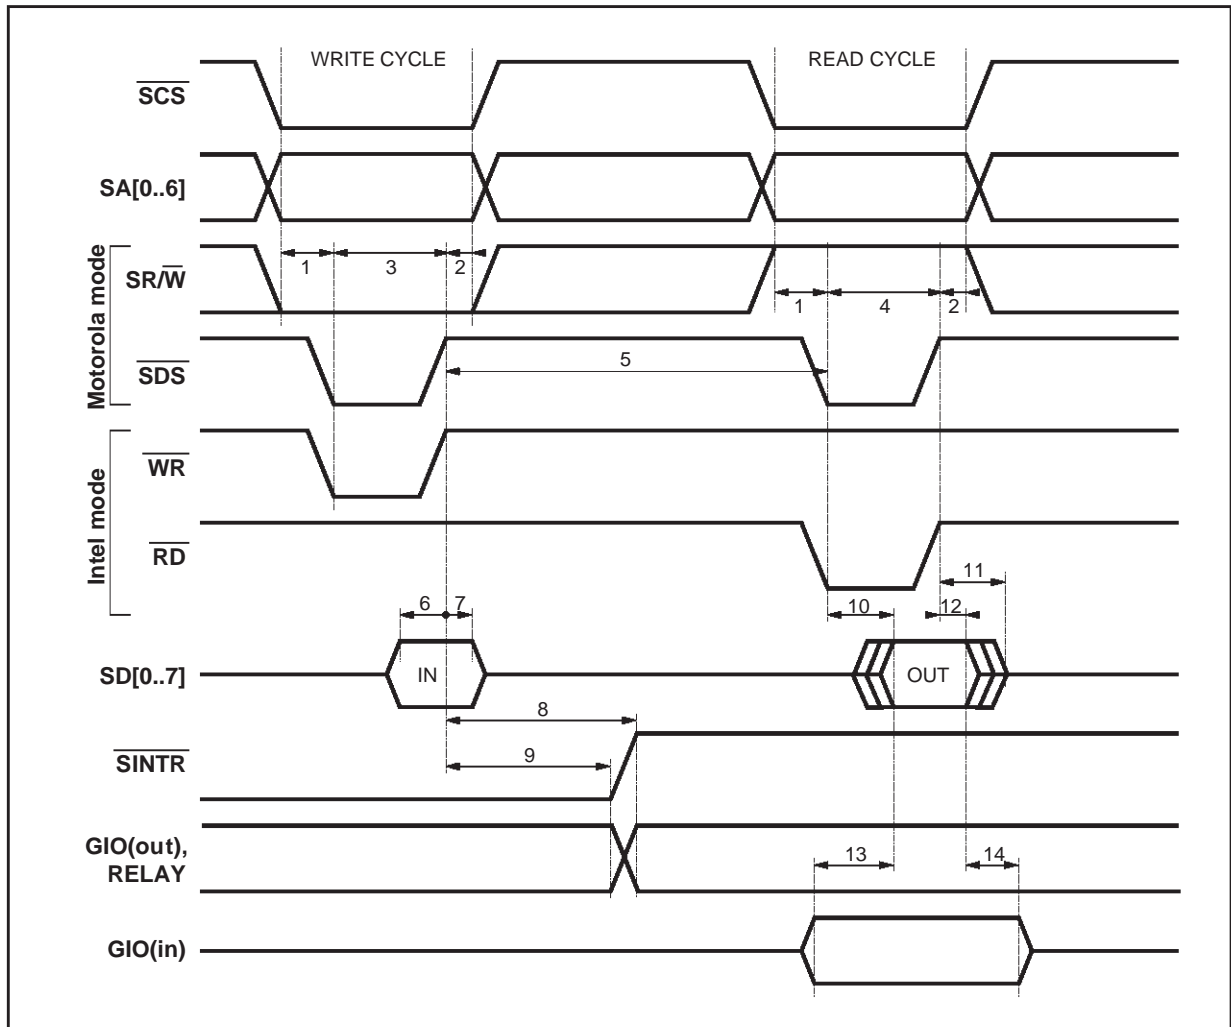 WRITE CYCLE
READ CYCLE
SCS
SA[0..6]
Motorola mode
SR/W
1
3
2
1
4
2
SDS
5
Intel mode
WR
RD
11
6
7
10
12
SD[0..7]
IN
OUT
8
SINTR
9
GIO(out),
RELAY
13
14
GIO(in)